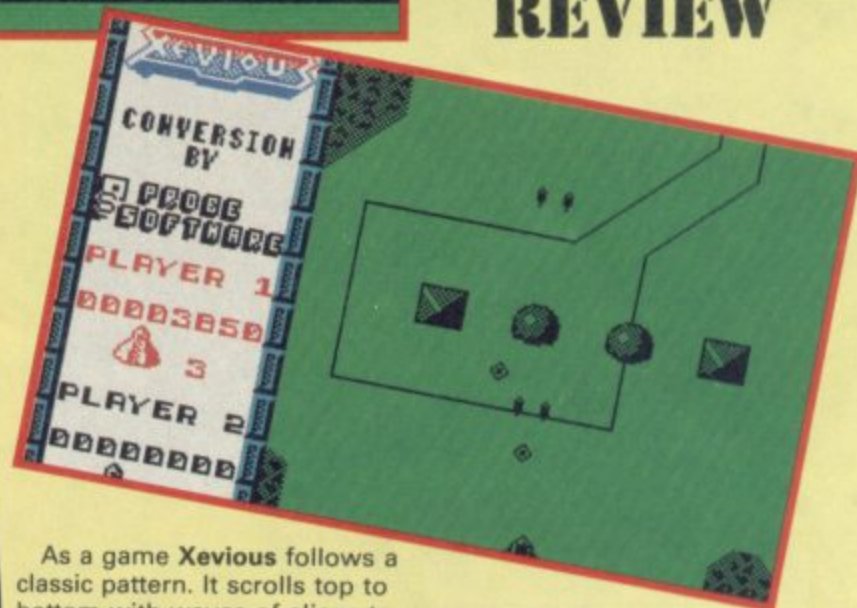 REVIEW
XEVIOUS
CONVERSION
BY
PROBE
SOFTWARE
PLAYER 1
00003850
3
PLAYER 2
00000000
As a game Xevious follows a
classic pattern. It scrolls top to